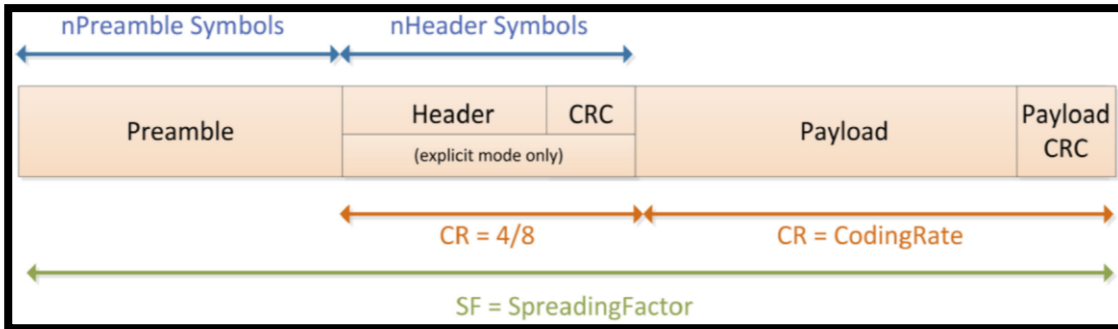 nPreamble Symbols nHeader Symbols
Preamble Header CRC Payload Payload CRC
(explicit mode only)
CR = 4/8 CR = CodingRate
SF = SpreadingFactor